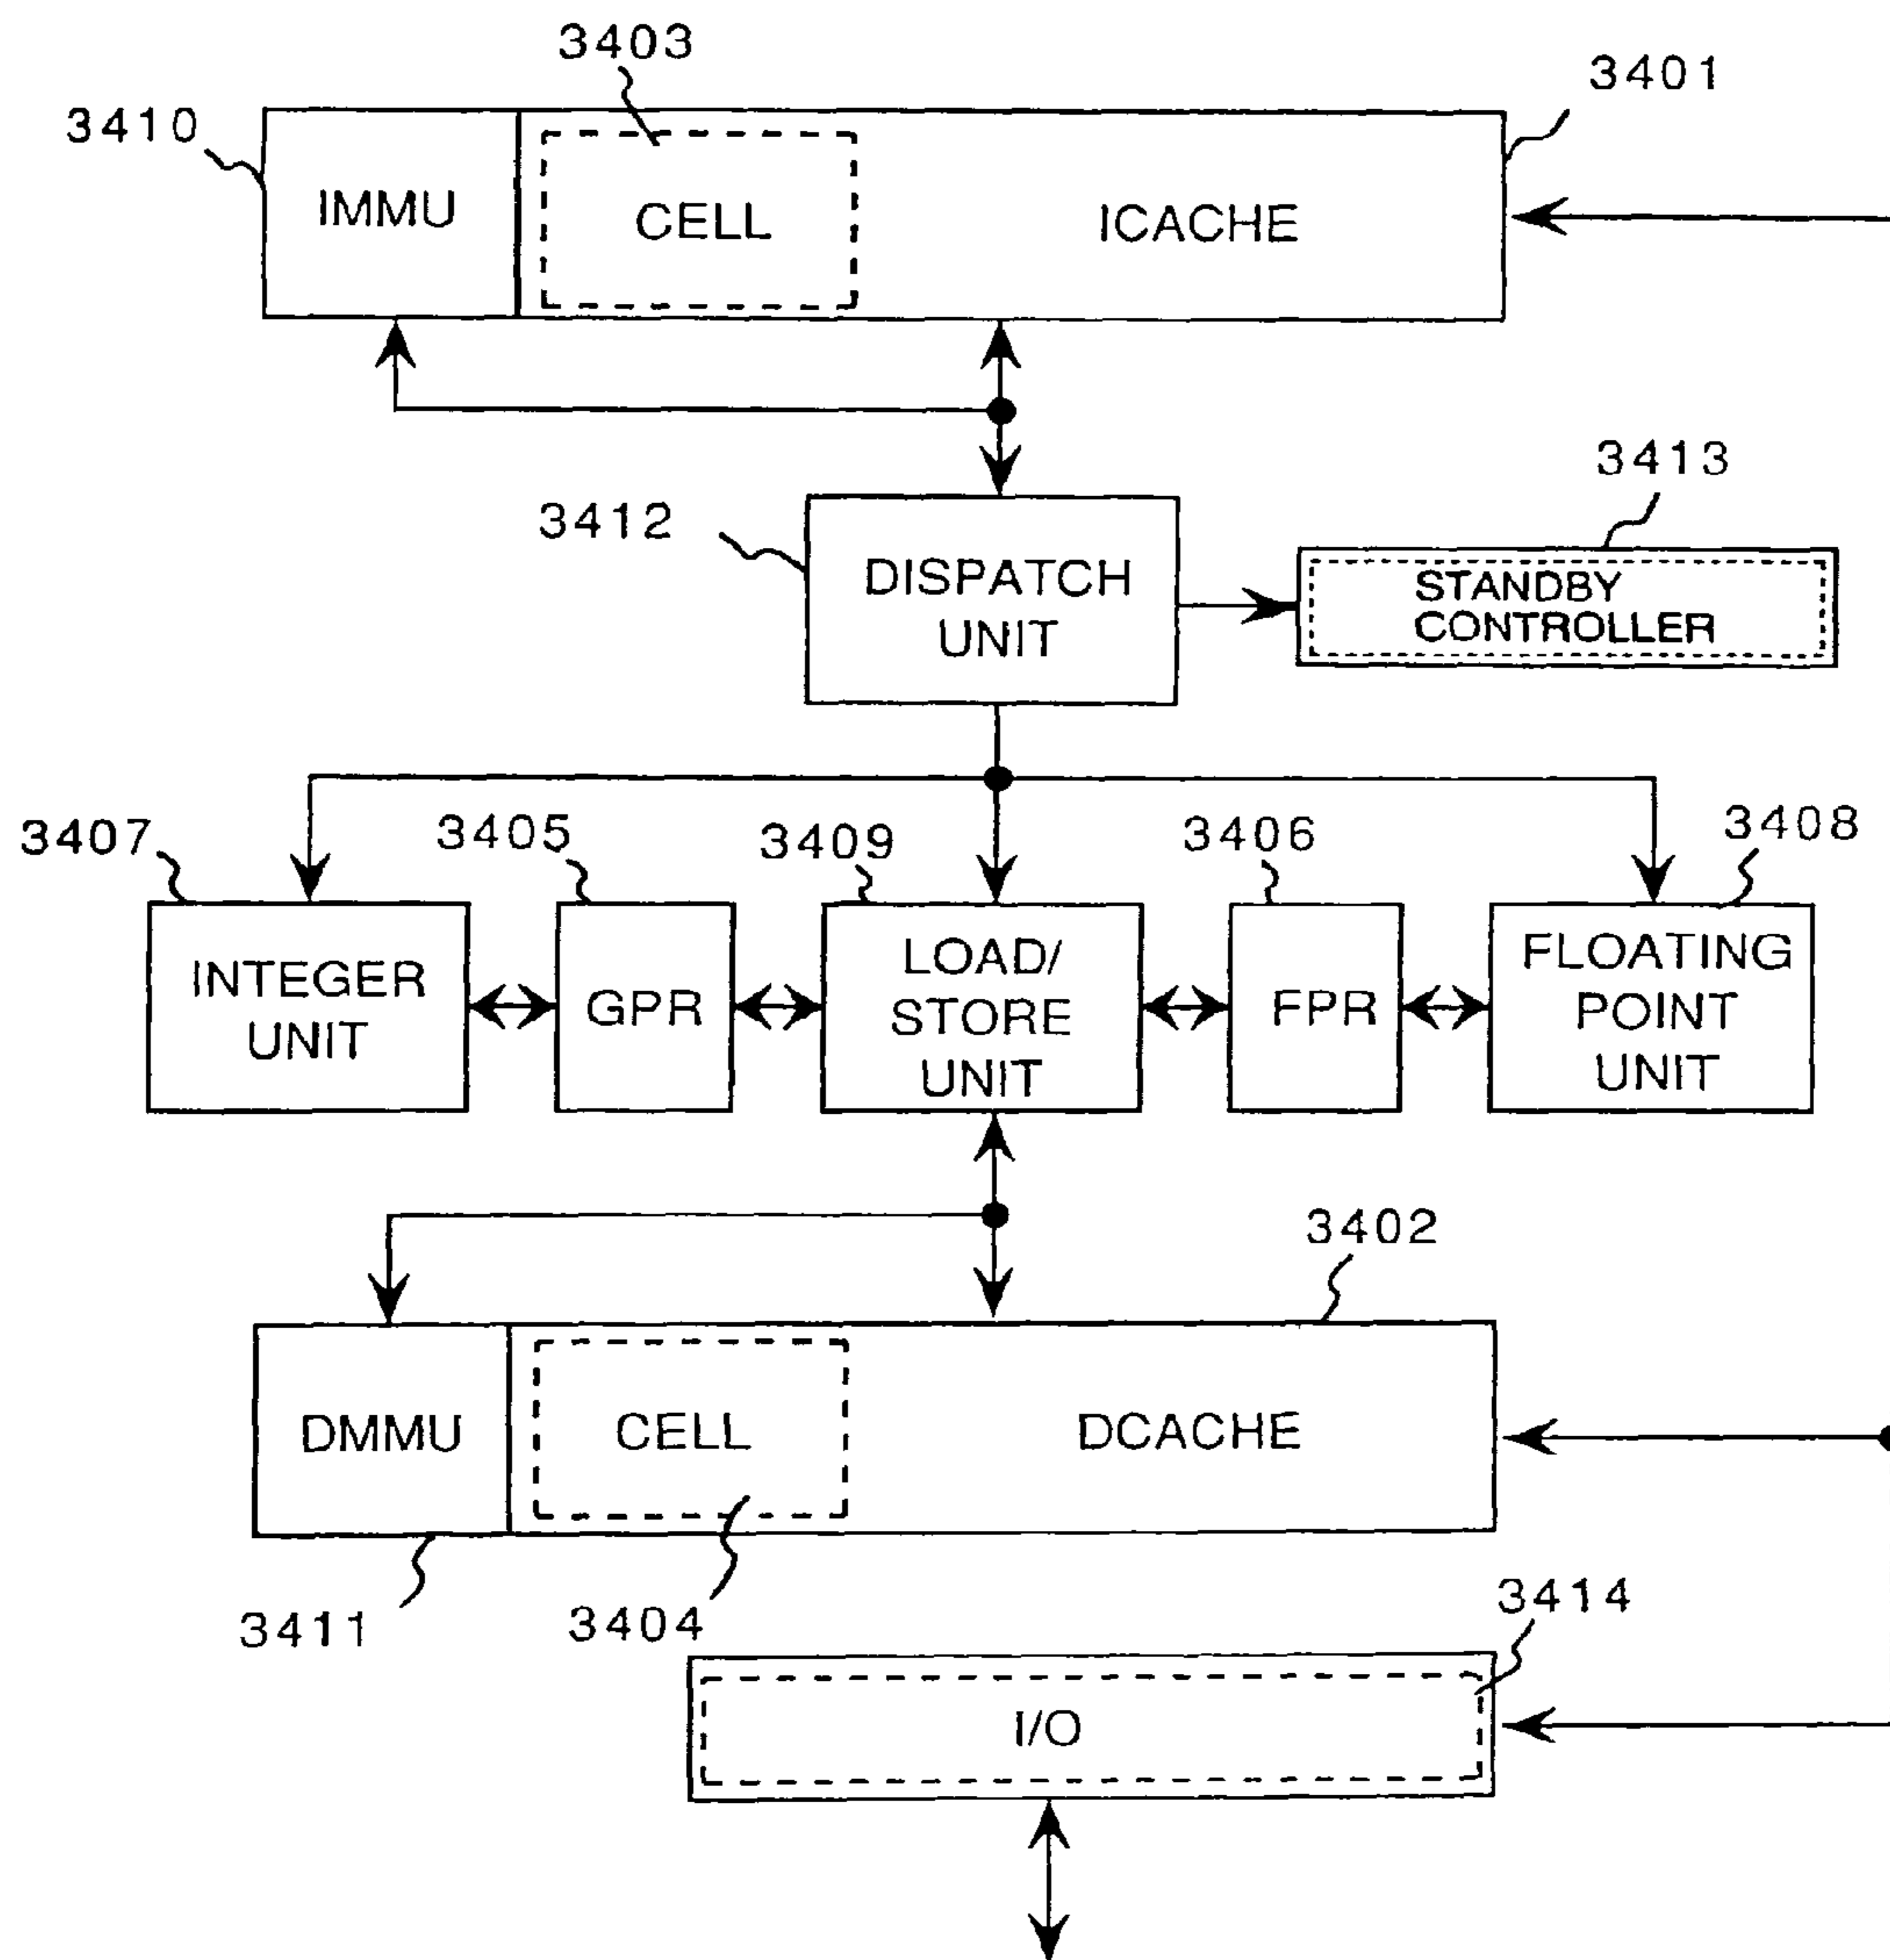 3403
3401
3410
IMMU
CELL
ICACHE
3413
3412
DISPATCH
UNIT
STANDBY
CONTROLLER
3407
3405
3409
3406
3408
INTEGER
UNIT
GPR
LOAD/
STORE
UNIT
FPR
FLOATING
POINT
UNIT
3402
DMMU
CELL
DCACHE
3411
3404
3414
I/O